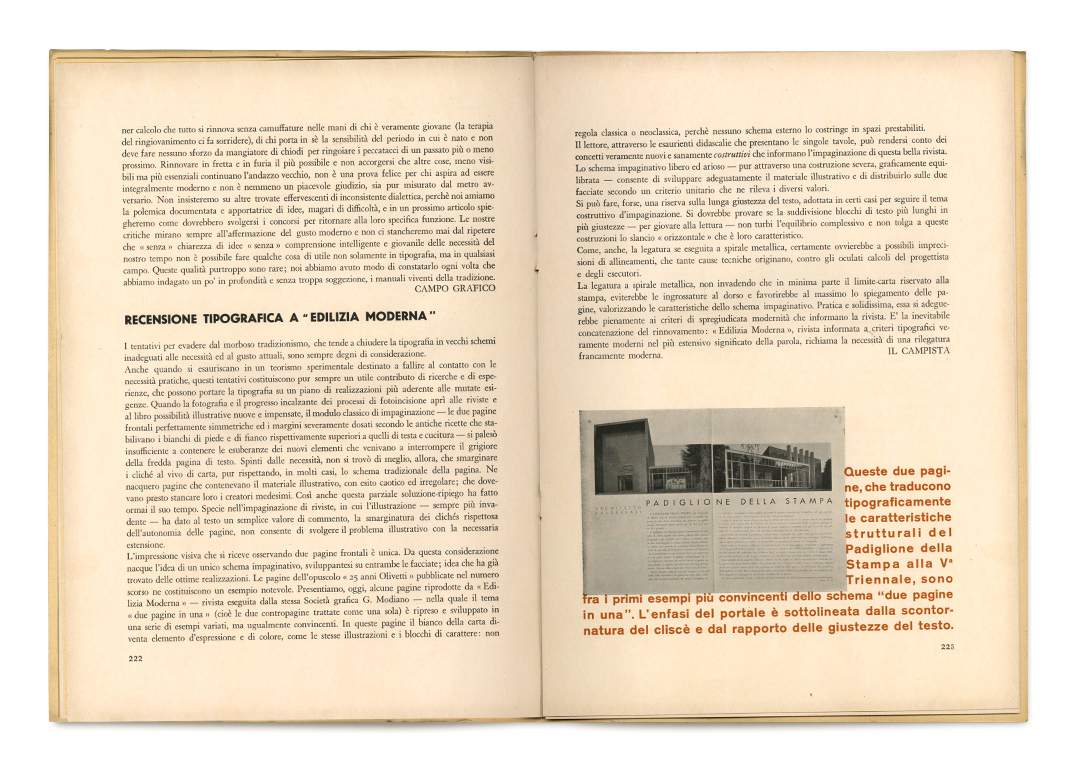 ner calcolo che tutto si rinnova senza camuffature nelle mani di chi è veramente giovane (la terapia
del ringiovanimento ci fa sorridere), di chi porta in sè la sensibilità del periodo in cui è nato e non
deve fare nessuno sforzo da mangiatore di chiodi per ringoiare i peccatacci di un passato più o meno
prossimo. Rinnovare in fretta e in furia il più possibile e non accorgersi che altre cose, meno visi-
bili ma più essenziali continuano l'andazzo vecchio, non è una prova felice per chi aspira ad essere
integralmente moderno e non è nemmeno un piacevole giudizio, sia pur misurato dal metro av-
versario. Non insisteremo su altre trovate effervescenti di inconsistente dialettica, perchè noi amiamo
la polemica documentata e apportatrice di idee, magari di difficoltà, e in un prossimo articolo spie-
gheremo come dovrebbero svolgersi i concorsi per ritornare alla loro specifica funzione. Le nostre
critiche mirano sempre all'affermazione del gusto moderno e non ci stancheremo mai dal ripetere
che « senza » chiarezza di idee « senza » comprensione intelligente e giovanile delle necessità del
nostro tempo non è possibile fare qualche cosa di utile non solamente in tipografia, ma in qualsiasi
campo. Queste qualità purtroppo sono rare; noi abbiamo avuto modo di constatarlo ogni volta che
abbiamo indagato un po' in profondità e senza troppa soggezione, i manuali viventi della tradizione.
CAMPO GRAFICO
RECENSIONE TIPOGRAFICA A "EDILIZIA MODERNA"
I tentativi per evadere dal morboso tradizionismo, che tende a chiudere la tipografia in vecchi schemi
inadeguati alle necessità ed al gusto attuali, sono sempre degni di considerazione.
Anche quando si esauriscano in un teorismo sperimentale destinato a fallire al contatto con le
necessità pratiche, questi tentativi costituiscono pur sempre un utile contributo di ricerche e di espe-
rienze, che possono portare la tipografia su un piano di realizzazioni più aderente alle mutate esi-
genze. Quando la fotografia e il progresso incalzante dei processi di fotoincisione aprì alle riviste e
al libro possibilità illustrative nuove e impensate, il modulo classico di impaginazione — le due pagine
frontali perfettamente simmetriche ed i margini severamente dosati secondo le antiche ricette che sta-
bilivano i bianchi di piede e di fianco rispettivamente superiori a quelli di testa e cucitura — si palesò
insufficiente a contenere le esuberanze dei nuovi elementi che venivano a interrompere il grigiore
della fredda pagina di testo. Spinti dalle necessità, non si trovò di meglio, allora, che smarginare
i cliché al vivo di carta, pur rispettando, in molti casi, lo schema tradizionale della pagina. Ne
nacquero pagine che contenevano il materiale illustrativo, con esito caotico ed irregolare; che dove-
vano presto stancare loro i creatori medesimi. Così anche questa parziale soluzione-ripiego ha fatto
ormai il suo tempo. Specie nell'impaginazione di riviste, in cui l'illustrazione — sempre più inva-
dente — ha dato al testo un semplice valore di commento, la smarginatura dei clichés rispettosa
dell'autonomia delle pagine, non consente di svolgere il problema illustrativo con la necessaria
estensione.
L'impressione visiva che si riceve osservando due pagine frontali è unica. Da questa considerazione
nacque l'idea di un unico schema impaginativo, sviluppantesi su entrambe le facciate; idea che ha già
trovato delle ottime realizzazioni. Le pagine dell'opuscolo « 25 anni Olivetti » pubblicate nel numero
scorso ne costituiscono un esempio notevole. Presentiamo, oggi, alcune pagine riprodotte da « Edi-
lizia Moderna » — rivista eseguita dalla stessa Società grafica G. Modiano — nella quale il tema
« due pagine in una » (cioè le due contropagine trattate come una sola) è ripreso e sviluppato in
una serie di esempi variati, ma ugualmente convincenti. In queste pagine il bianco della carta di-
venta elemento d'espressione e di colore, come le stesse illustrazioni e i blocchi di carattere: non
222
regola classica o neoclassica, perchè nessuno schema esterno lo costringe in spazi prestabiliti.
Il lettore, attraverso le esaurienti didascalie che presentano le singole tavole, può rendersi conto dei
concetti veramente nuovi e sanamente costruttivi che informano l'impaginazione di questa bella rivista.
Lo schema impaginativo libero ed arioso — pur attraverso una costruzione severa, graficamente equi-
librata — consente di sviluppare adeguatamente il materiale illustrativo e di distribuirlo sulle due
facciate secondo un criterio unitario che ne rileva i diversi valori.
Si può fare, forse, una riserva sulla lunga giustezza del testo, adottata in certi casi per seguire il tema
costruttivo d'impaginazione. Si dovrebbe provare se la suddivisione blocchi di testo più lunghi in
più giustezze — per giovare alla lettura — non turbi l'equilibrio complessivo e non tolga a queste
costruzioni lo slancio « orizzontale » che è loro caratteristico.
Come, anche, la legatura se eseguita a spirale metallica, certamente ovvierebbe a possibili impreci-
sioni di allineamenti, che tante cause tecniche originano, contro gli oculati calcoli del progettista
e degli esecutori.
La legatura a spirale metallica, non invadendo che in minima parte il limite-carta riservato alla
stampa, eviterebbe le ingrossature al dorso e favorirebbe al massimo lo spiegamento delle pa-
gine, valorizzando le caratteristiche dello schema impaginativo. Pratica e solidissima, essa si adegue-
rebbe pienamente ai criteri di spregiudicata modernità che informano la rivista. E' la inevitabile
concatenazione del rinnovamento: « Edilizia Moderna », rivista informata a criteri tipografici ve-
ramente moderni nel più estensivo significato della parola, richiama la necessità di una rilegatura
francamente moderna.
IL CAMPISTA
PADIGLIONE DELLA STAMPA
Queste due pagi-
ne, che traducono
tipograficamente
le caratteristiche
strutturali del
Padiglione della
Stampa alla Vª
Triennale, sono
fra i primi esempi più convincenti dello schema "due pagine
in una". L'enfasi del portale è sottolineata dalla scontor-
natura del cliscè e dal rapporto delle giustezze del testo.
223